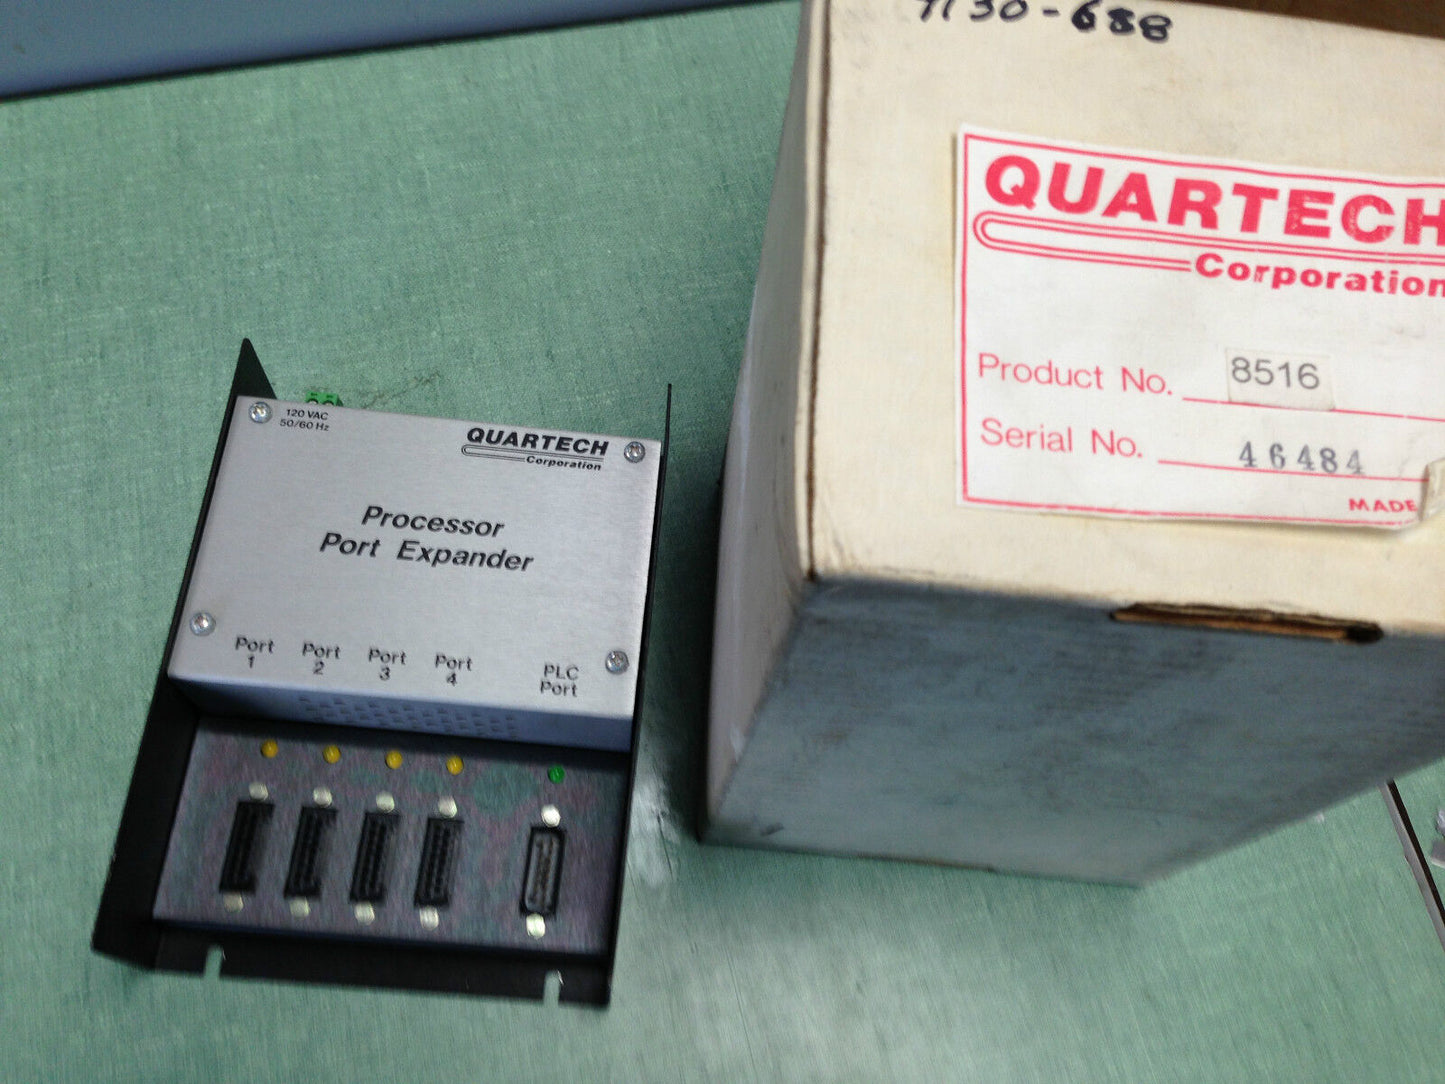 7130-688
QUARTECH
Corporation
Product No. 8516
Serial No. 46484
MADE
120 VAC
50/60 Hz
QUARTECH
Corporation
Processor
Port Expander
Port 1
Port 2
Port 3
Port 4
PLC Port